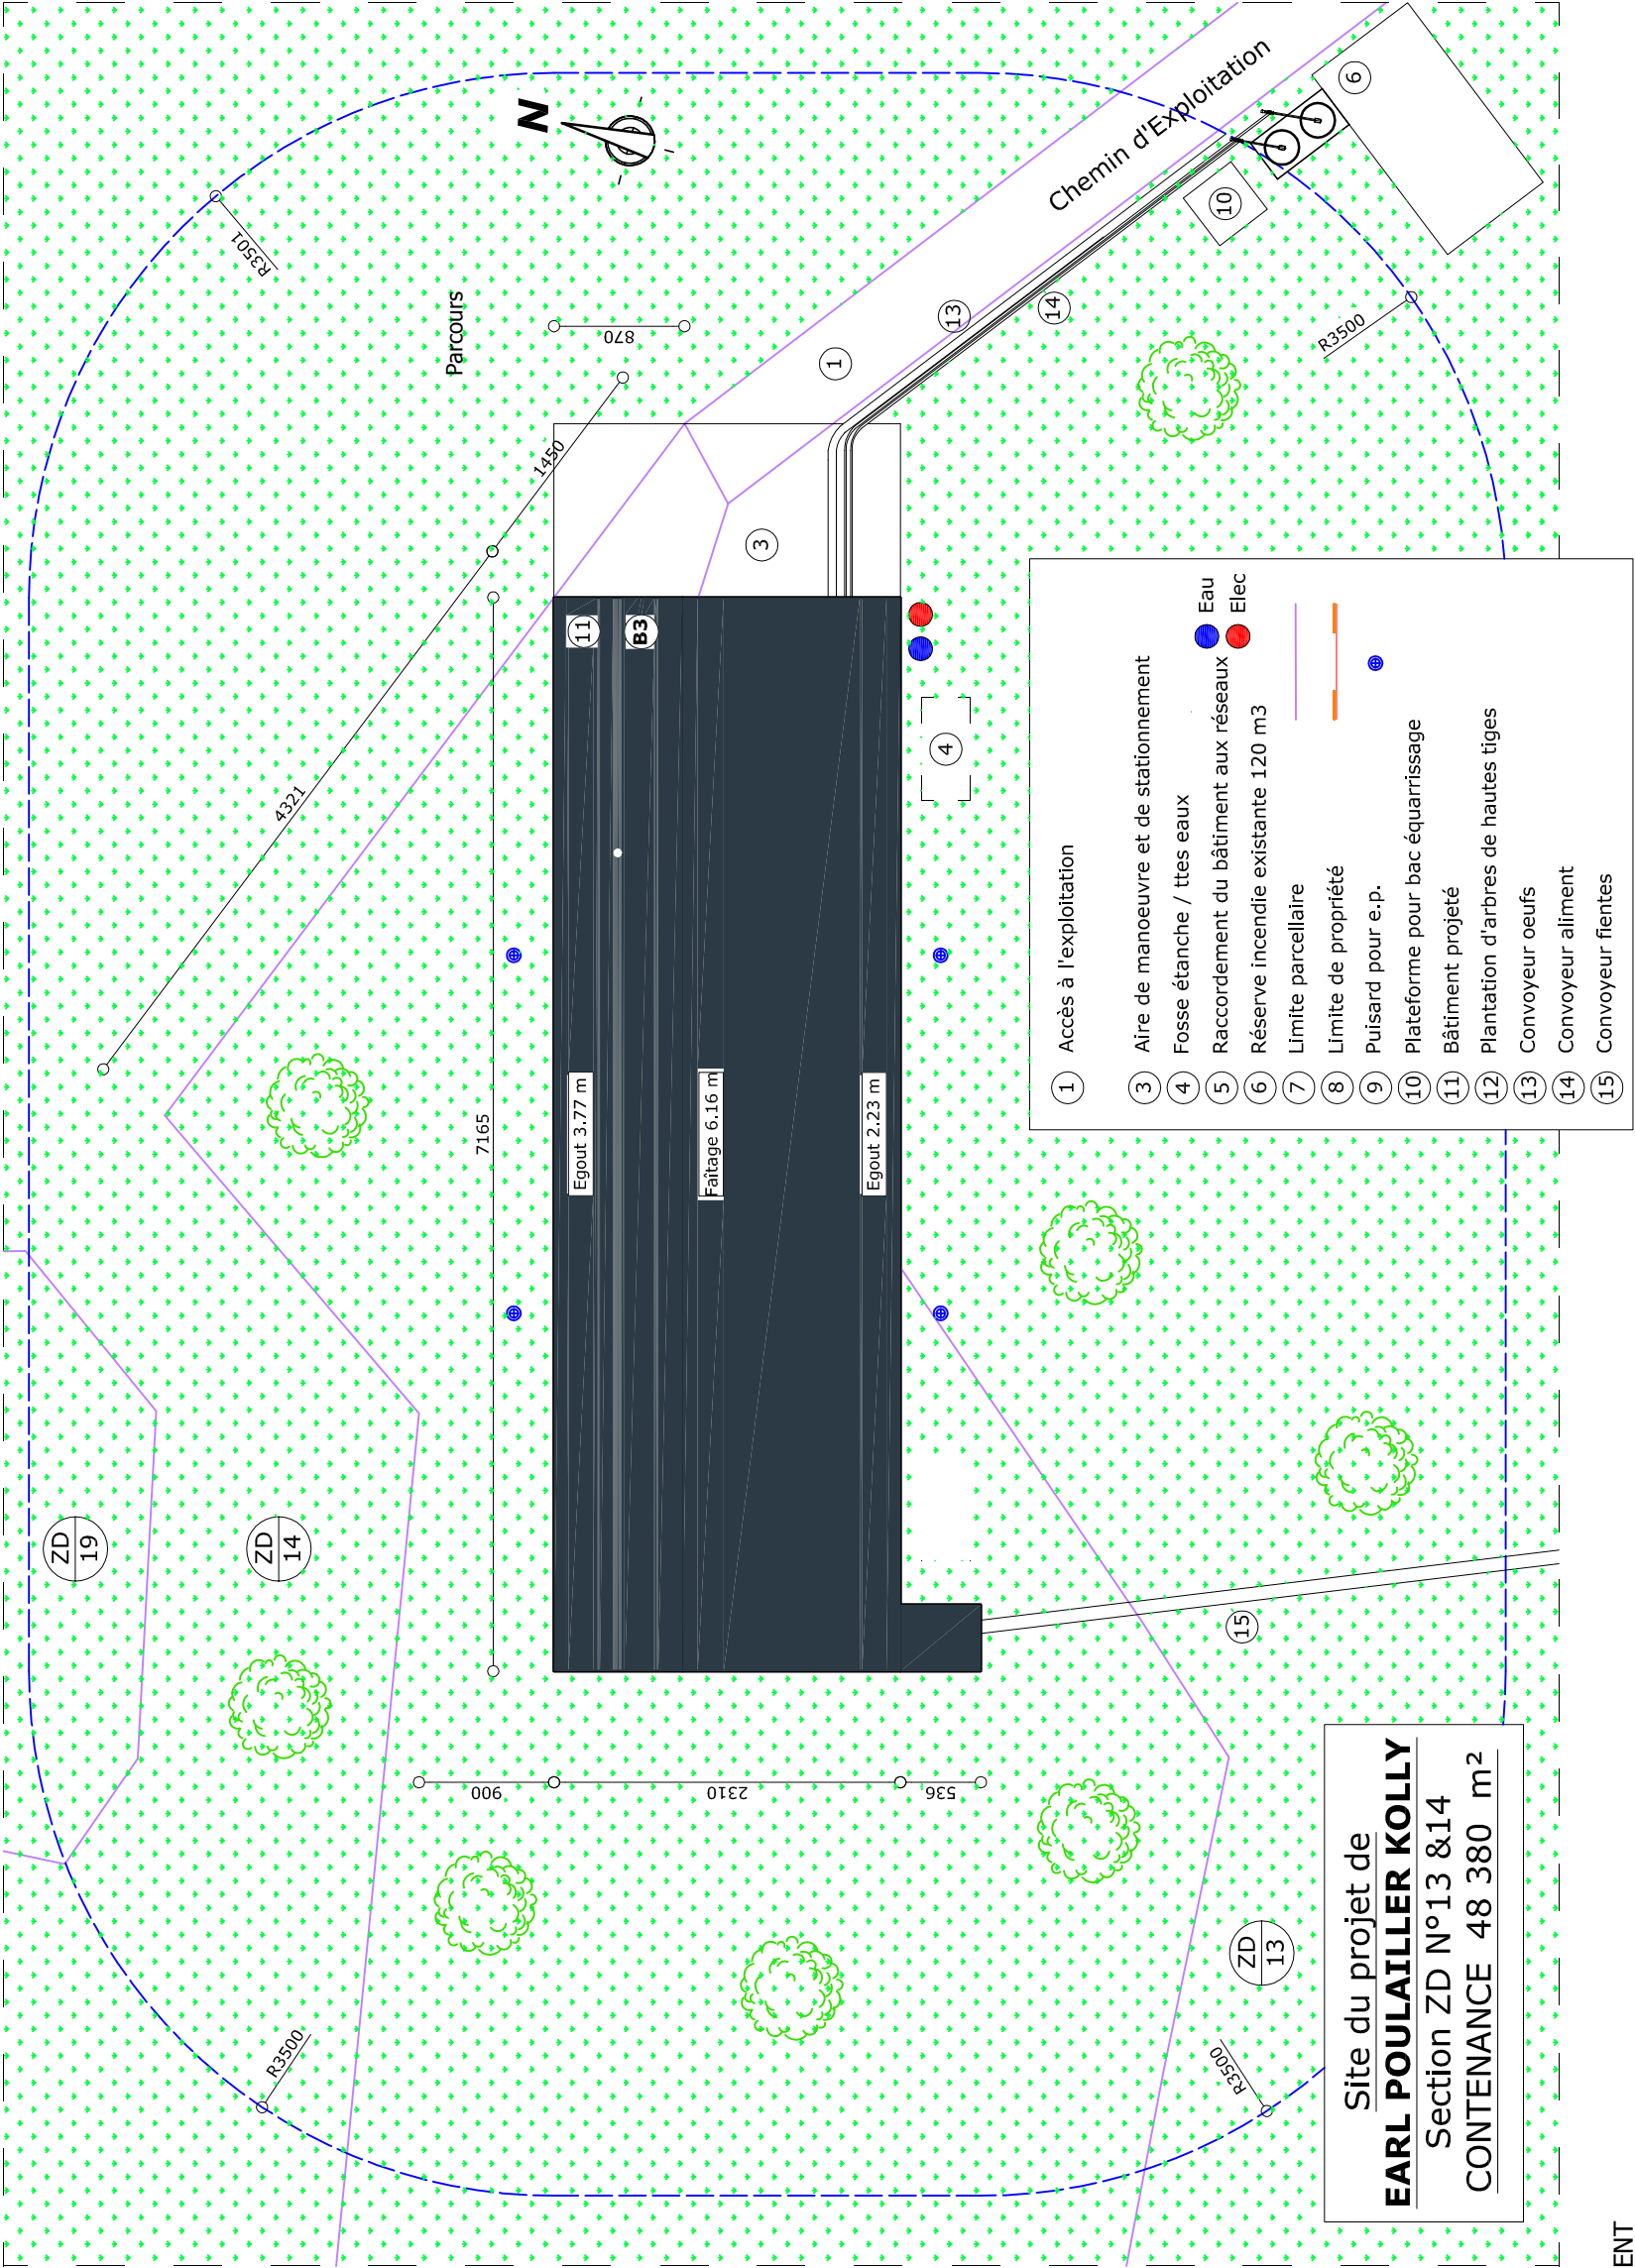 N
Chemin d'Exploitation
6
10
13
14
1
3
R3501
R3500
Parcours
870
1450
4321
7165
11
B3
4
Egout 3.77 m
Faîtage 6.16 m
Egout 2.23 m
ZD
19
ZD
14
ZD
13
15
900
2310
536
R3500
R3500
1 Accès à l'exploitation
3 Aire de manoeuvre et de stationnement
4 Fosse étanche / ttes eaux
5 Raccordement du bâtiment aux réseaux Eau
Elec
6 Réserve incendie existante 120 m3
7 Limite parcellaire
8 Limite de propriété
9 Puisard pour e.p.
10 Plateforme pour bac équarrissage
11 Bâtiment projeté
12 Plantation d'arbres de hautes tiges
13 Convoyeur oeufs
14 Convoyeur aliment
15 Convoyeur fientes
Site du projet de
EARL POULAILLER KOLLY
Section ZD N°13 &14
CONTENANCE 48 380 m²
ENT